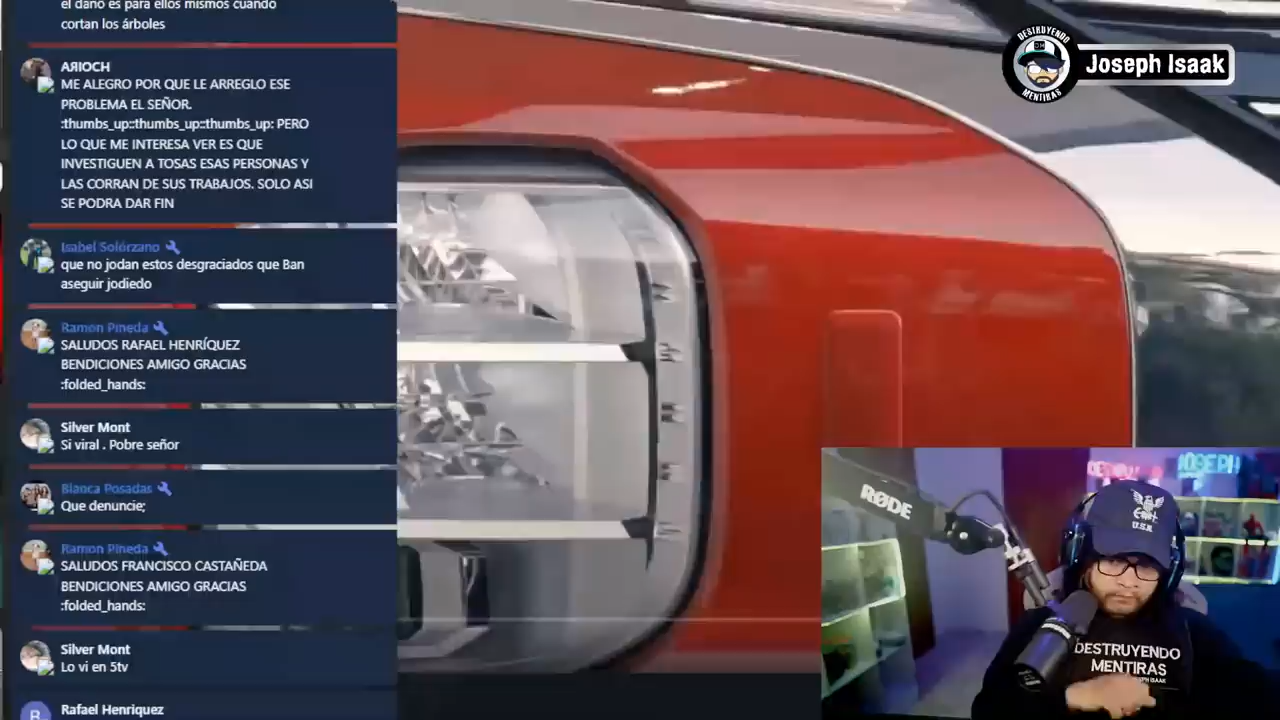 el daño es para ellos mismos cuando
cortan los árboles
AЯIOCH
ME ALEGRO POR QUE LE ARREGLO ESE
PROBLEMA EL SEÑOR.
:thumbs_up::thumbs_up::thumbs_up: PERO
LO QUE ME INTERESA VER ES QUE
INVESTIGUEN A TOSAS ESAS PERSONAS Y
LAS CORRAN DE SUS TRABAJOS. SOLO ASI
SE PODRA DAR FIN
Isabel Solórzano
que no jodan estos desgraciados que Ban
aseguir jodiedo
Ramon Pineda
SALUDOS RAFAEL HENRÍQUEZ
BENDICIONES AMIGO GRACIAS
:folded_hands:
Silver Mont
Si viral . Pobre señor
Bianca Posadas
Que denuncie;
Ramon Pineda
SALUDOS FRANCISCO CASTAÑEDA
BENDICIONES AMIGO GRACIAS
:folded_hands:
Silver Mont
Lo vi en 5tv
B
Rafael Henriquez
DESTRUYENDO
MENTIRAS
Joseph Isaak
RØDE
JOSEPH
U.S.A.
DESTRUYENDO
MENTIRAS
JOSEPH ISAAK